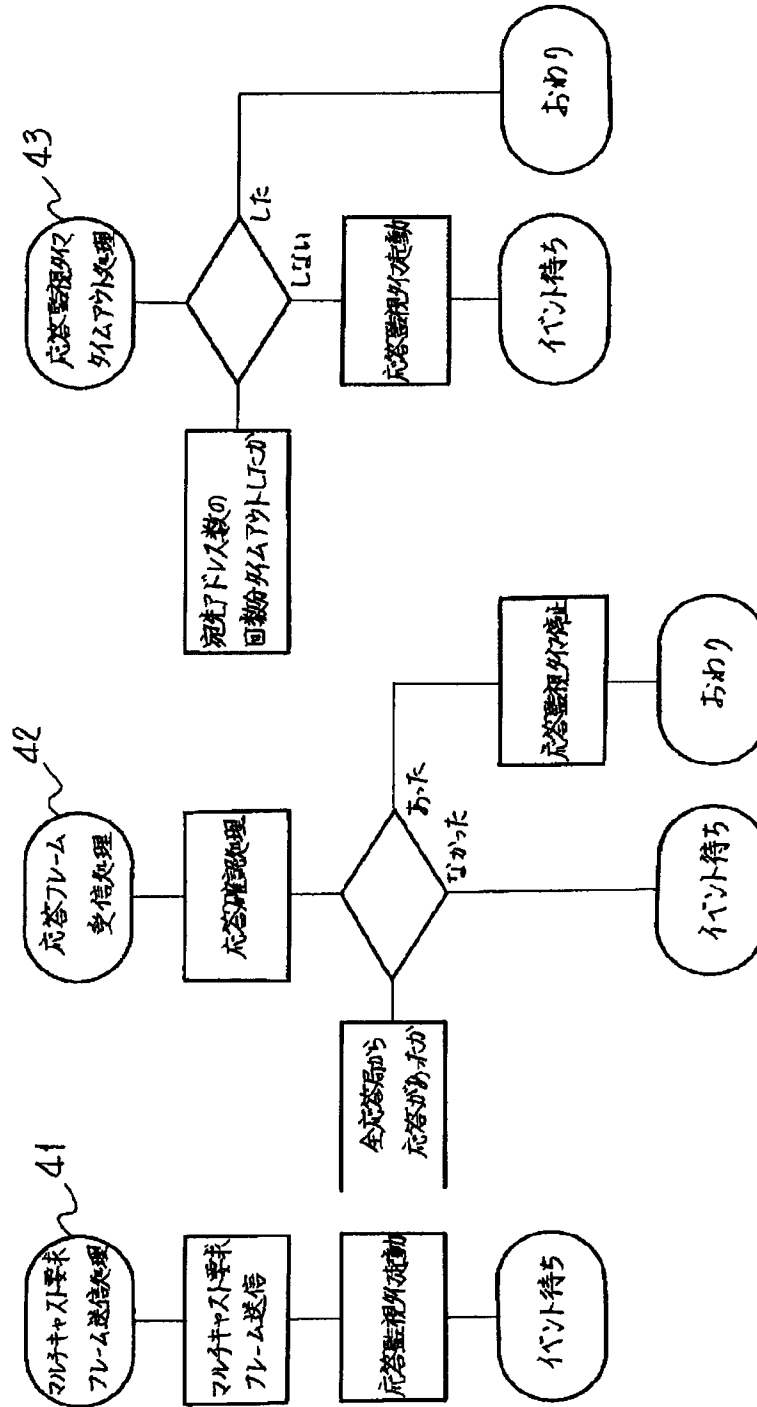 41
マルチキャスト要求
フレーム送信処理
マルチキャスト要求
フレーム送信
応答監視タイマ起動
イベント待ち
42
応答フレーム
受信処理
応答確認処理
全応答局から
応答があったか
あった
なかった
応答監視タイマ停止
イベント待ち
おわり
43
応答監視タイマ
タイムアウト処理
宛先アドレス数の
回数分タイムアウトしたか
した
しない
応答監視タイマ起動
イベント待ち
おわり